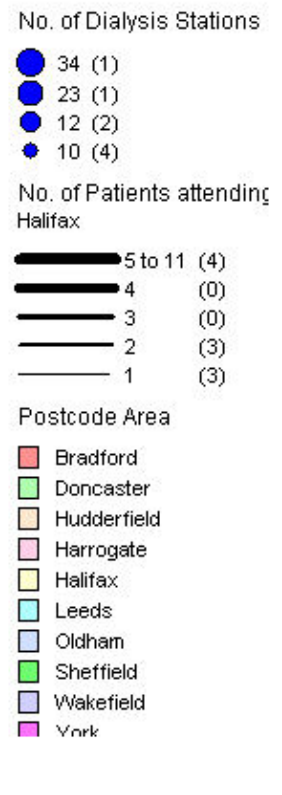 No. of Dialysis Stations
34 (1)
23 (1)
12 (2)
10 (4)
No. of Patients attending
Halifax
5 to 11 (4)
4 (0)
3 (0)
2 (3)
1 (3)
Postcode Area
Bradford
Doncaster
Hudderfield
Harrogate
Halifax
Leeds
Oldham
Sheffield
Wakefield
York